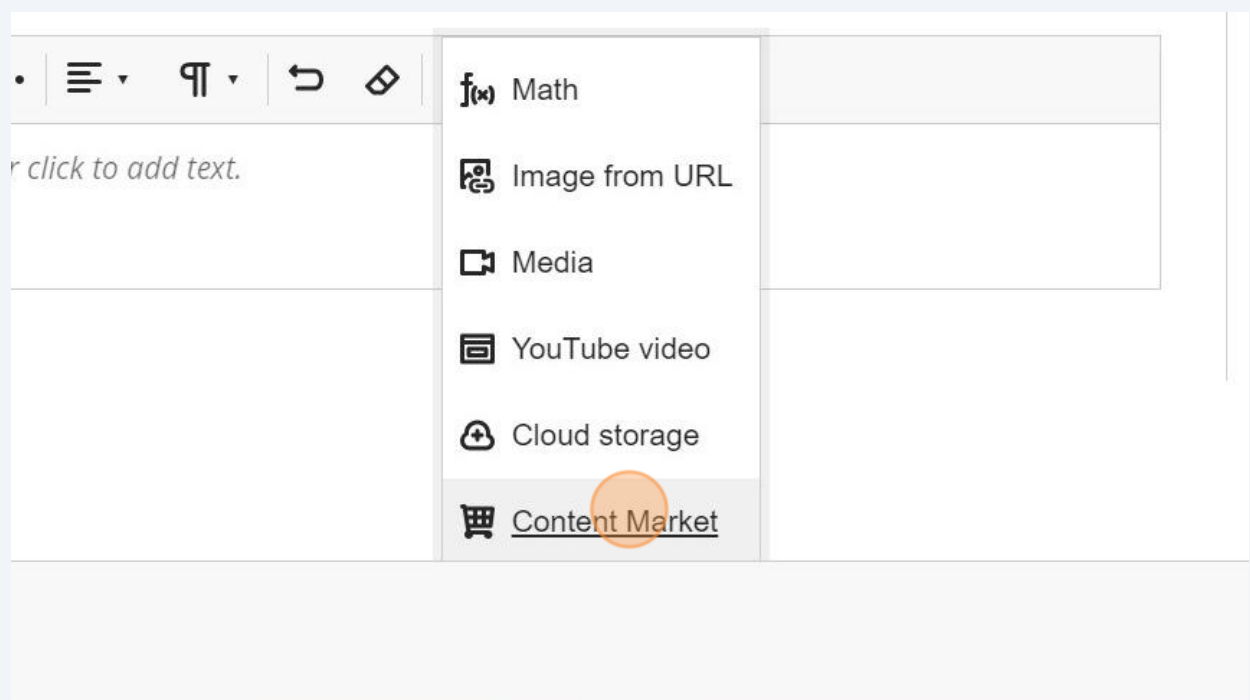 f(x) Math
click to add text.
Image from URL
Media
YouTube video
Cloud storage
Content Market